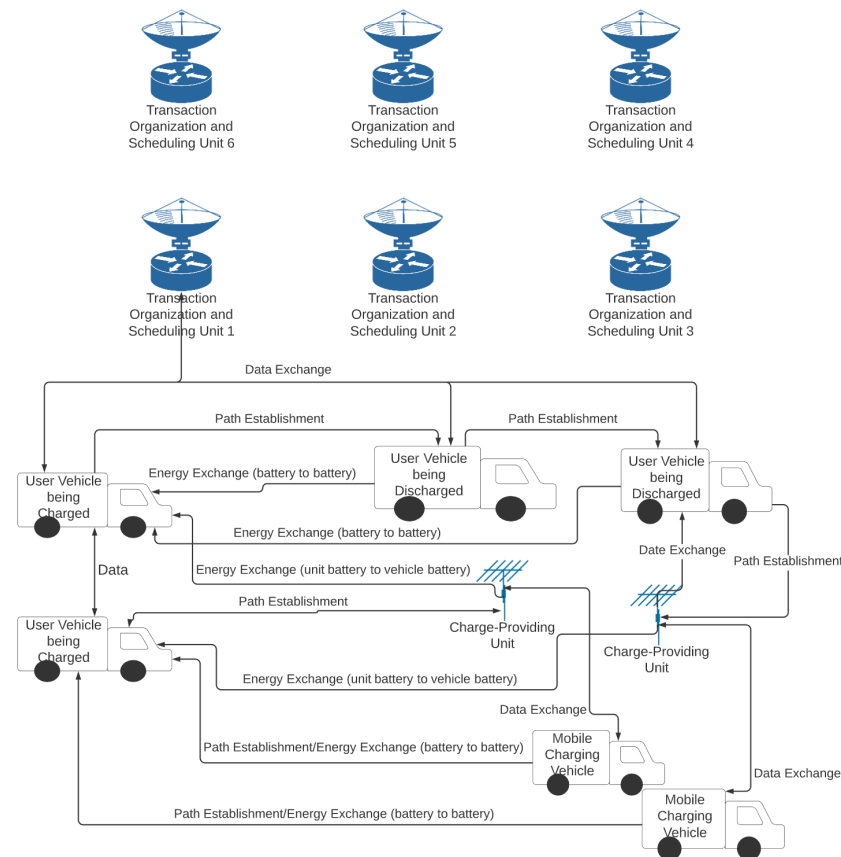 Transaction
Organization and
Scheduling Unit 6
Transaction
Organization and
Scheduling Unit 5
Transaction
Organization and
Scheduling Unit 4
Transaction
Organization and
Scheduling Unit 1
Transaction
Organization and
Scheduling Unit 2
Transaction
Organization and
Scheduling Unit 3
Data Exchange
Path Establishment
Path Establishment
User Vehicle
being
Charged
Energy Exchange (battery to battery)
User Vehicle
being
Discharged
User Vehicle
being
Discharged
Energy Exchange (battery to battery)
Date Exchange
Path Establishment
Data
Energy Exchange (unit battery to vehicle battery)
Path Establishment
User Vehicle
being
Charged
Charge-Providing
Unit
Charge-Providing
Unit
Energy Exchange (unit battery to vehicle battery)
Data Exchange
Path Establishment/Energy Exchange (battery to battery)
Mobile
Charging
Vehicle
Data Exchange
Path Establishment/Energy Exchange (battery to battery)
Mobile
Charging
Vehicle